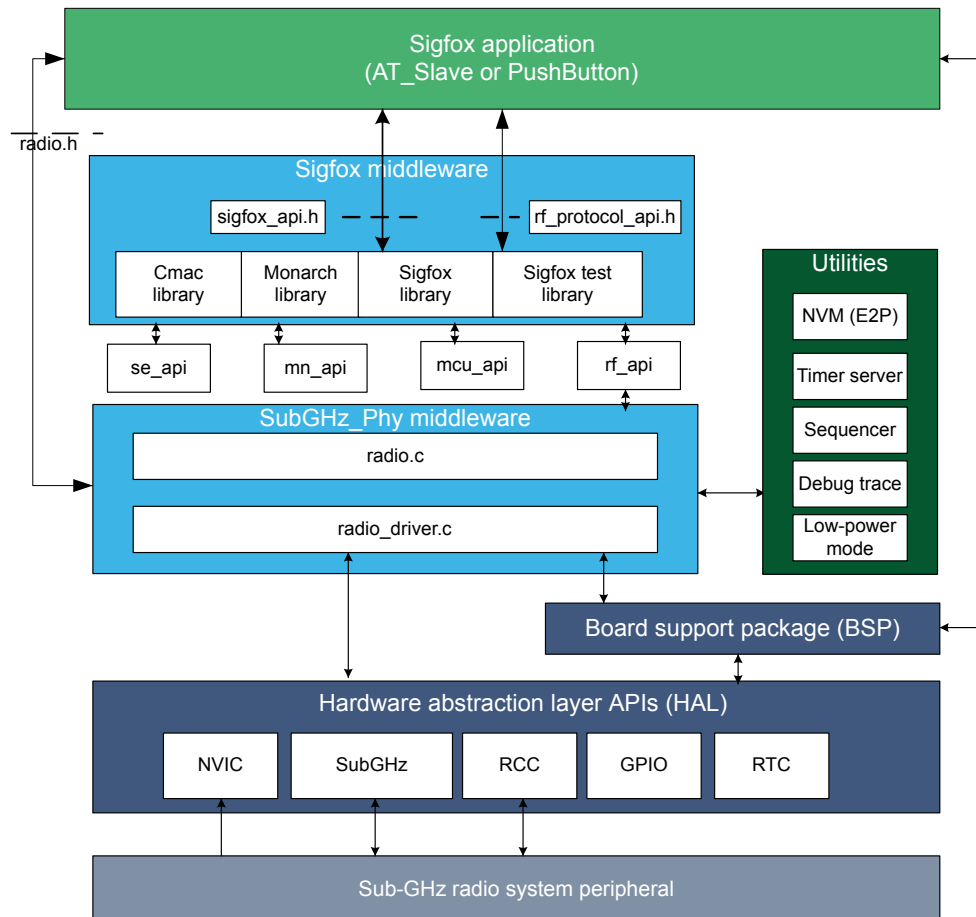 Sigfox application
(AT_Slave or PushButton)
radio.h
Sigfox middleware
sigfox_api.h
rf_protocol_api.h
Cmac
library
Monarch
library
Sigfox
library
Sigfox test
library
se_api
mn_api
mcu_api
rf_api
Utilities
NVM (E2P)
Timer server
Sequencer
Debug trace
Low-power
mode
SubGHz_Phy middleware
radio.c
radio_driver.c
Board support package (BSP)
Hardware abstraction layer APIs (HAL)
NVIC
SubGHz
RCC
GPIO
RTC
Sub-GHz radio system peripheral